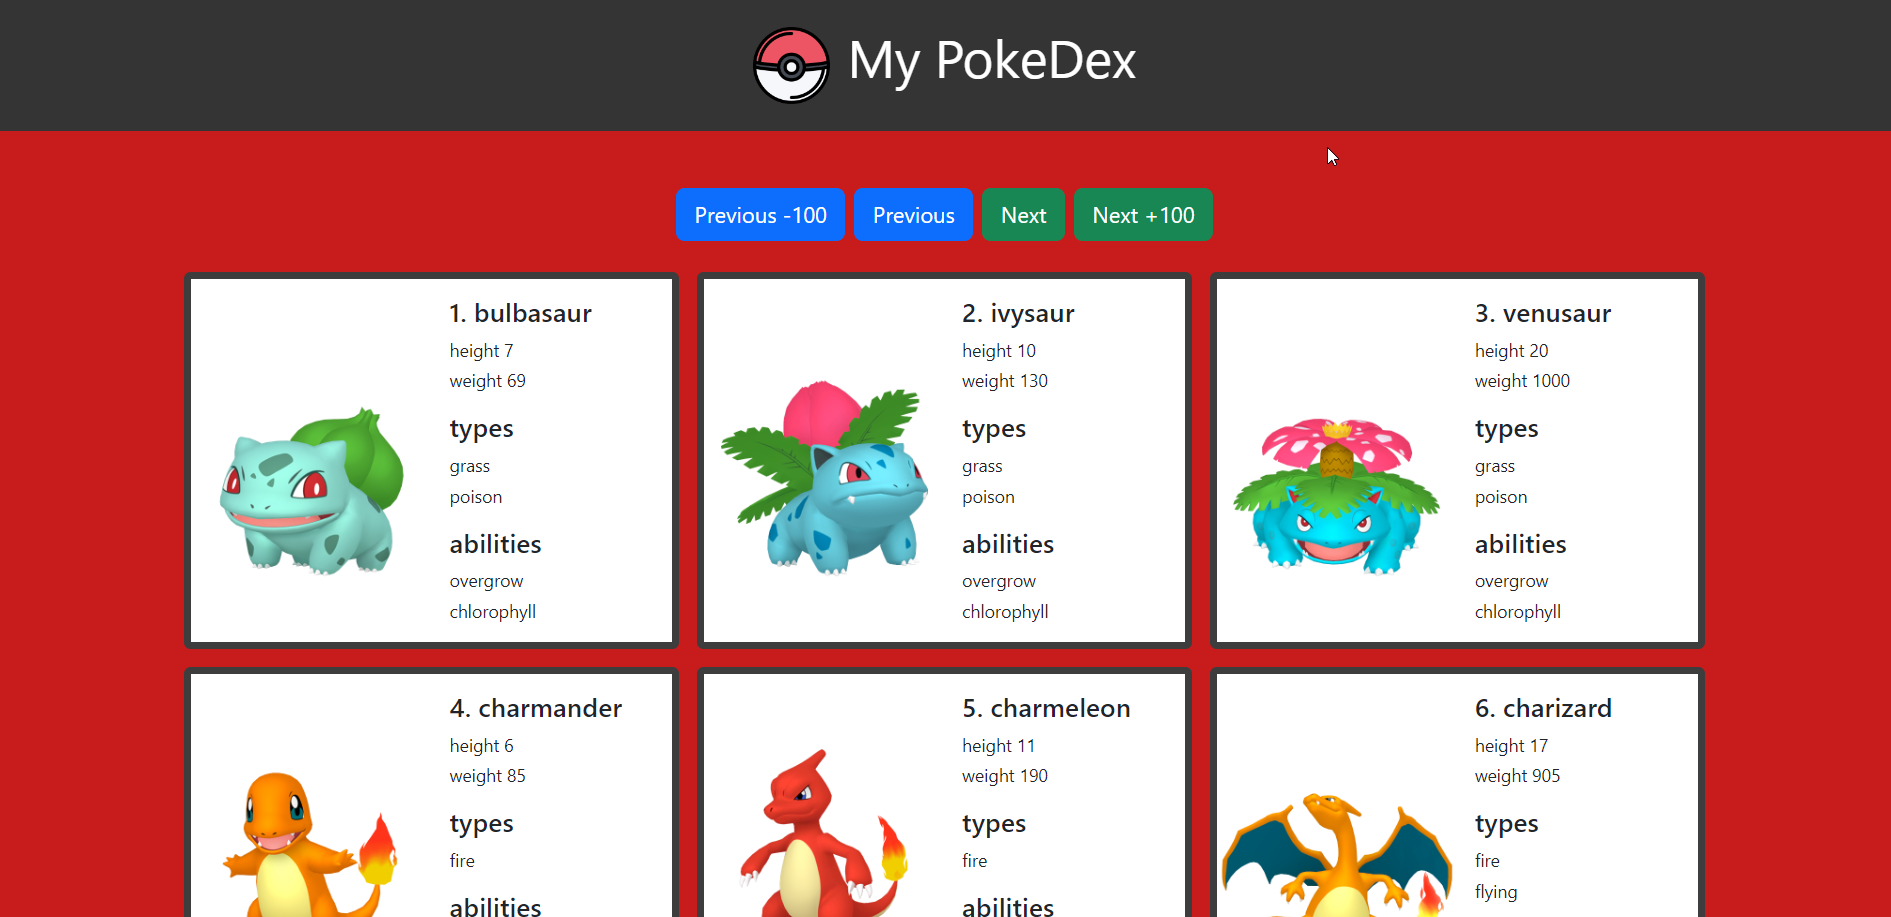 My PokeDex
Previous -100 Previous Next Next +100
1. bulbasaur
height 7
weight 69
types
grass
poison
abilities
overgrow
chlorophyll
2. ivysaur
height 10
weight 130
types
grass
poison
abilities
overgrow
chlorophyll
3. venusaur
height 20
weight 1000
types
grass
poison
abilities
overgrow
chlorophyll
4. charmander
height 6
weight 85
types
fire
abilities
5. charmeleon
height 11
weight 190
types
fire
abilities
6. charizard
height 17
weight 905
types
fire
flying